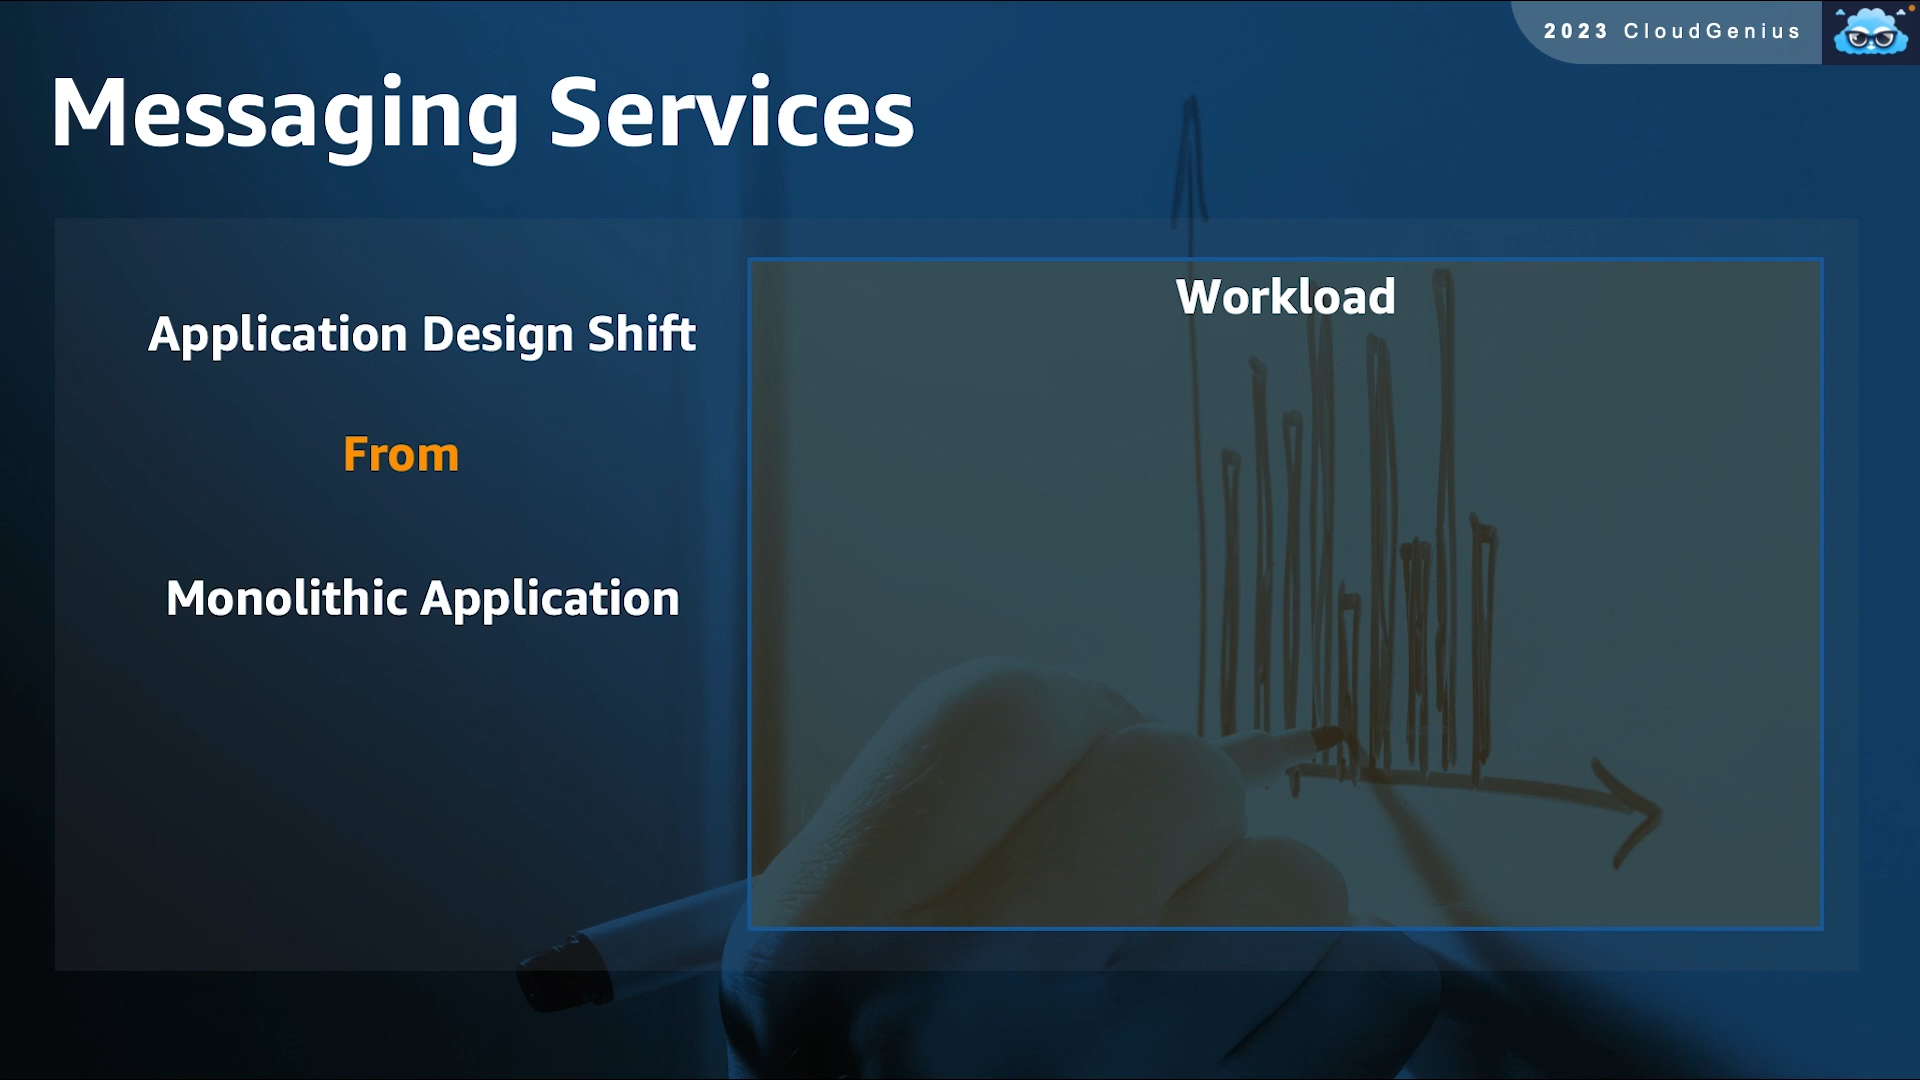 2023 CloudGenius
Messaging Services
Workload
Application Design Shift
From
Monolithic Application